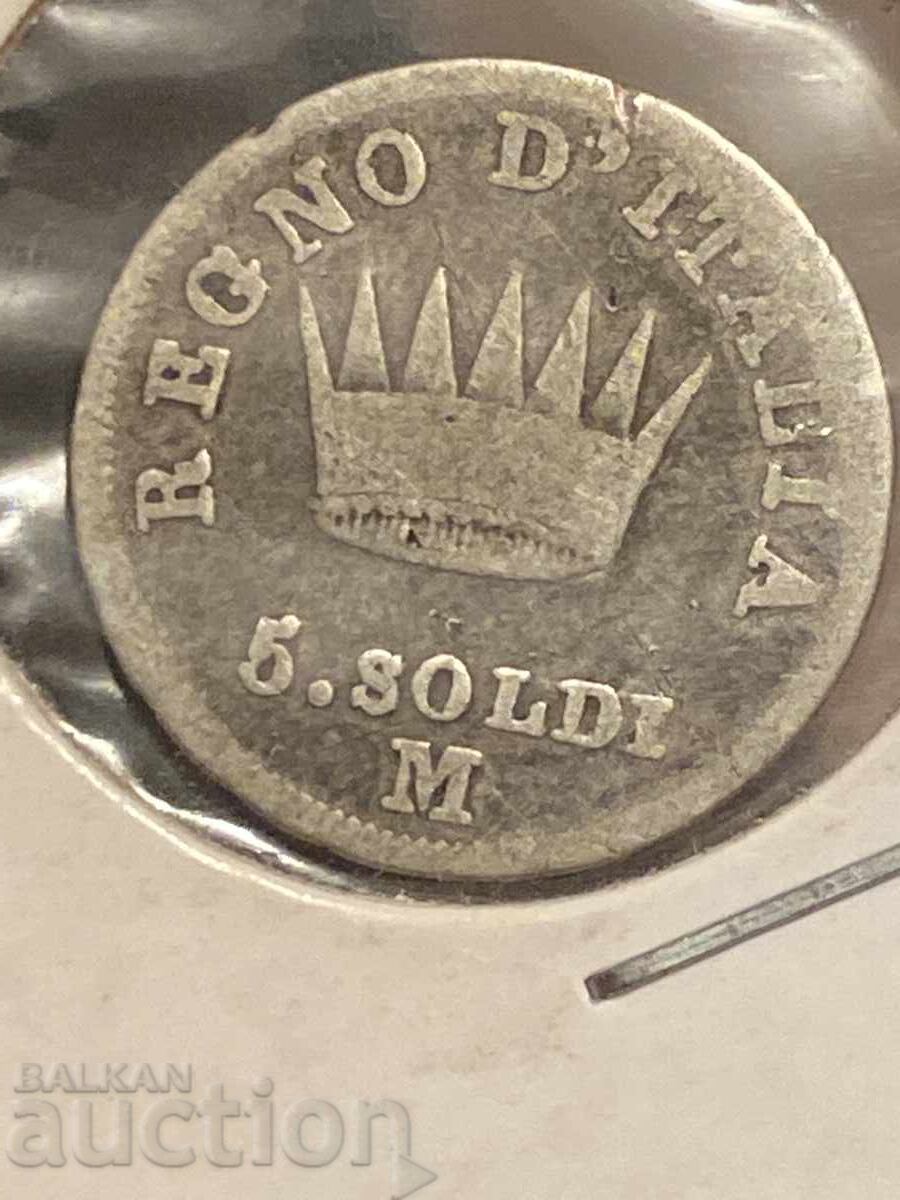 REGNO D'ITALIA
5. SOLDI
M
BALKAN
auction